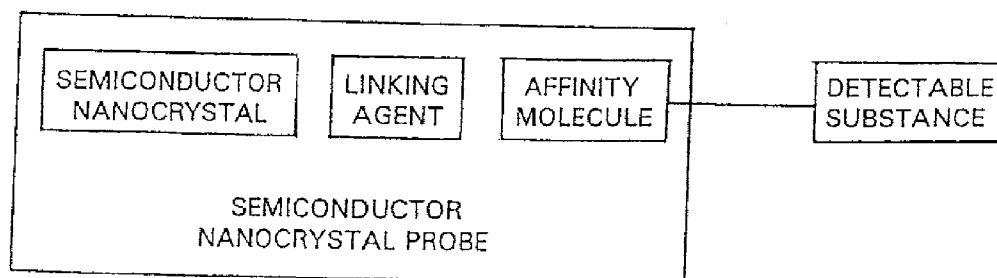 SEMICONDUCTOR
NANOCRYSTAL
LINKING
AGENT
AFFINITY
MOLECULE
DETECTABLE
SUBSTANCE
SEMICONDUCTOR
NANOCRYSTAL PROBE